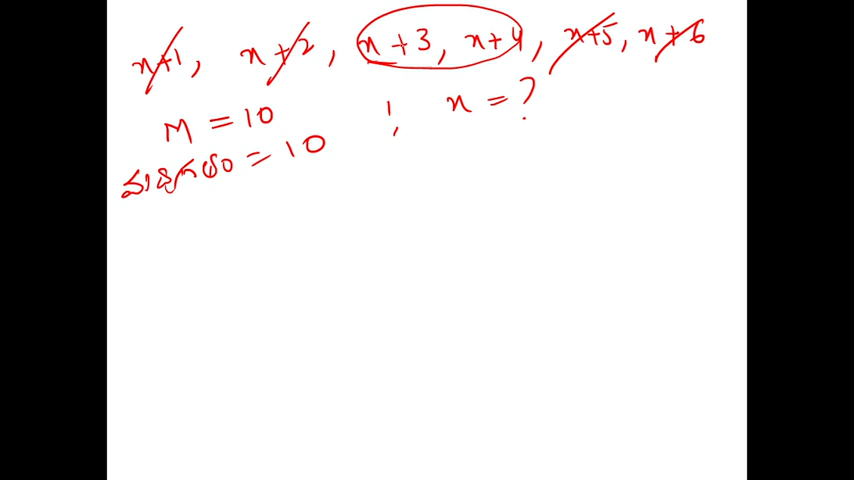 x+1, x+2, x+3, x+4, x+5, x+6
M = 10 ; x = ?
మధ్యగతం = 10